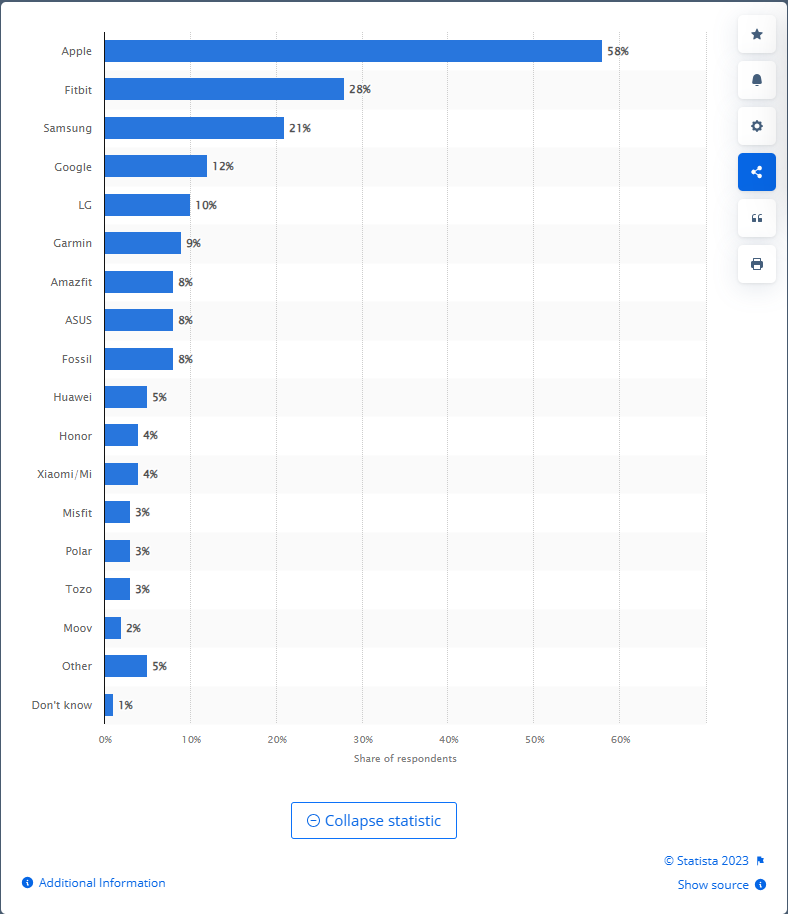 Apple 58%
Fitbit 28%
Samsung 21%
Google 12%
LG 10%
Garmin 9%
Amazfit 8%
ASUS 8%
Fossil 8%
Huawei 5%
Honor 4%
Xiaomi/Mi 4%
Misfit 3%
Polar 3%
Tozo 3%
Moov 2%
Other 5%
Don't know 1%
0% 10% 20% 30% 40% 50% 60%
Share of respondents
Collapse statistic
© Statista 2023
Additional Information
Show source